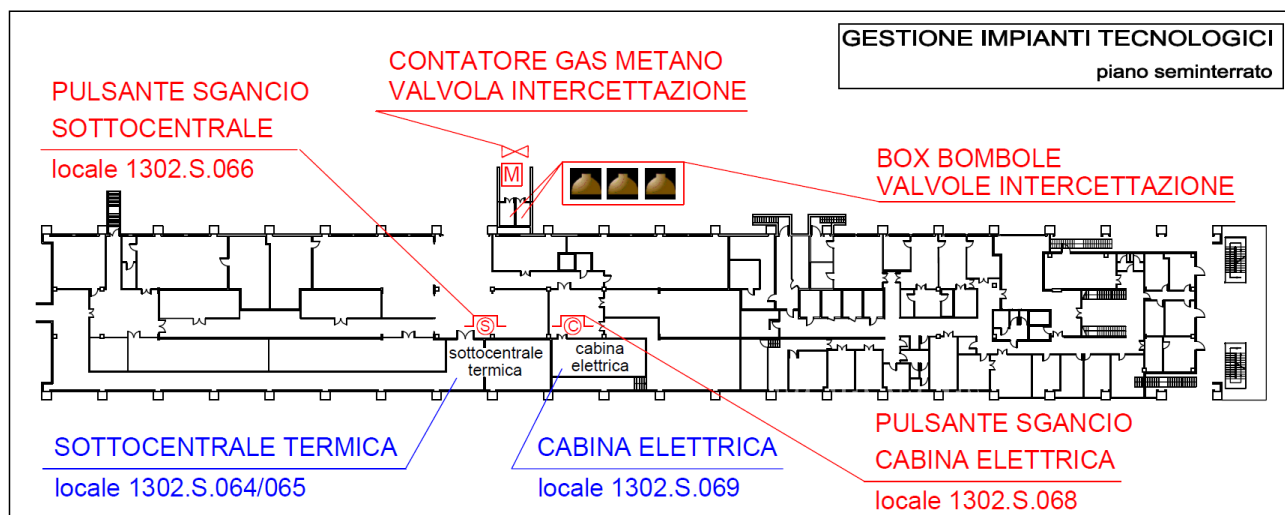 GESTIONE IMPIANTI TECNOLOGICI
piano seminterrato
CONTATORE GAS METANO
VALVOLA INTERCETTAZIONE
PULSANTE SGANCIO
SOTTOCENTRALE
locale 1302.S.066
BOX BOMBOLE
VALVOLE INTERCETTAZIONE
M
S
C
sottocentrale
termica
cabina
elettrica
SOTTOCENTRALE TERMICA
locale 1302.S.064/065
CABINA ELETTRICA
locale 1302.S.069
PULSANTE SGANCIO
CABINA ELETTRICA
locale 1302.S.068